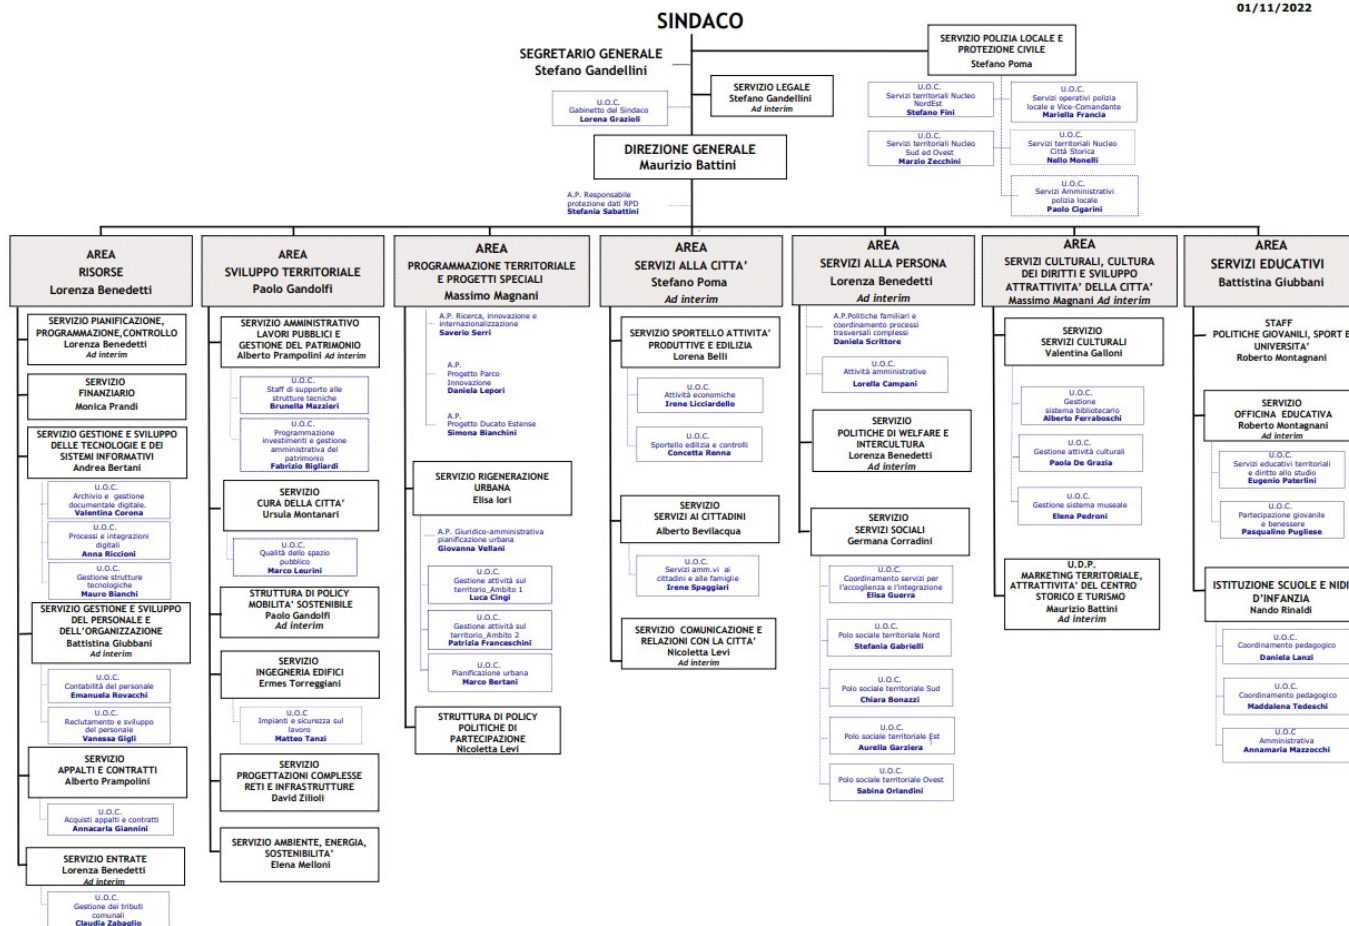 01/11/2022
SINDACO
SEGRETARIO GENERALE
Stefano Gandellini
SERVIZIO POLIZIA LOCALE E
PROTEZIONE CIVILE
Stefano Poma
SERVIZIO LEGALE
Stefano Gandellini
Ad interim
U.O.C.
Gabinetto del Sindaco
Lorena Grazioli
U.O.C.
Servizi territoriali Nucleo
NordEst
Stefano Fini
U.O.C.
Servizi operativi polizia
locale e Vice-Comandante
Mariella Francia
U.O.C.
Servizi territoriali Nucleo
Sud ed Ovest
Marzio Zecchini
U.O.C.
Servizi territoriali Nucleo
Città Storica
Nello Monelli
U.O.C.
Servizi Amministrativi
polizia locale
Paolo Cigarini
DIREZIONE GENERALE
Maurizio Battini
A.P. Responsabile
protezione dati RPD
Stefania Sabattini
AREA
RISORSE
Lorenza Benedetti
SERVIZIO PIANIFICAZIONE,
PROGRAMMAZIONE,CONTROLLO
Lorenza Benedetti
Ad interim
SERVIZIO
FINANZIARIO
Monica Prandi
SERVIZIO GESTIONE E SVILUPPO
DELLE TECNOLOGIE E DEI
SISTEMI INFORMATIVI
Andrea Bertani
U.O.C.
Archivio e gestione
documentale digitale.
Valentina Corona
U.O.C.
Processi e integrazioni
digitali
Anna Riccioni
U.O.C.
Gestione strutture
tecnologiche
Mauro Bianchi
SERVIZIO GESTIONE E SVILUPPO
DEL PERSONALE E
DELL'ORGANIZZAZIONE
Battistina Giubbani
Ad interim
U.O.C.
Contabilità del personale
Emanuela Rovacchi
U.O.C.
Reclutamento e sviluppo
del personale
Vanessa Gigli
SERVIZIO
APPALTI E CONTRATTI
Alberto Prampolini
U.O.C.
Acquisti appalti e contratti
Annacarla Giannini
SERVIZIO ENTRATE
Lorenza Benedetti
Ad interim
U.O.C.
Gestione dei tributi
comunali
Claudia Zabaglio
AREA
SVILUPPO TERRITORIALE
Paolo Gandolfi
SERVIZIO AMMINISTRATIVO
LAVORI PUBBLICI E
GESTIONE DEL PATRIMONIO
Alberto Prampolini Ad interim
U.O.C.
Staff di supporto alle
strutture tecniche
Brunella Mazzieri
U.O.C.
Programmazione
investimenti e gestione
amministrativa del
patrimonio
Fabrizio Bigliardi
SERVIZIO
CURA DELLA CITTA'
Ursula Montanari
U.O.C.
Qualità dello spazio
pubblico
Marco Leurini
STRUTTURA DI POLICY
MOBILITA' SOSTENIBILE
Paolo Gandolfi
Ad interim
SERVIZIO
INGEGNERIA EDIFICI
Ermes Torreggiani
U.O.C
Impianti e sicurezza sul
lavoro
Matteo Tanzi
SERVIZIO
PROGETTAZIONI COMPLESSE
RETI E INFRASTRUTTURE
David Zilioli
SERVIZIO AMBIENTE, ENERGIA,
SOSTENIBILITA'
Elena Melloni
AREA
PROGRAMMAZIONE TERRITORIALE
E PROGETTI SPECIALI
Massimo Magnani
A.P. Ricerca, innovazione e
internazionalizzazione
Saverio Serri
A.P.
Progetto Parco
Innovazione
Daniela Lepori
A.P.
Progetto Ducato Estense
Simona Bianchini
SERVIZIO RIGENERAZIONE
URBANA
Elisa Iori
A.P. Giuridico-amministrativa
pianificazione urbana
Giovanna Vellani
U.O.C.
Gestione attività sul
territorio_Ambito 1
Luca Cingi
U.O.C.
Gestione attività sul
territorio_Ambito 2
Patrizia Franceschini
U.O.C.
Pianificazione urbana
Marco Bertani
STRUTTURA DI POLICY
POLITICHE DI
PARTECIPAZIONE
Nicoletta Levi
AREA
SERVIZI ALLA CITTA'
Stefano Poma
Ad interim
SERVIZIO SPORTELLO ATTIVITA'
PRODUTTIVE E EDILIZIA
Lorena Belli
U.O.C.
Attività economiche
Irene Licciardello
U.O.C.
Sportello edilizia e controlli
Concetta Renna
SERVIZIO
SERVIZI AI CITTADINI
Alberto Bevilacqua
U.O.C.
Servizi amm.vi ai
cittadini e alle famiglie
Irene Spaggiari
SERVIZIO COMUNICAZIONE E
RELAZIONI CON LA CITTA'
Nicoletta Levi
Ad interim
AREA
SERVIZI ALLA PERSONA
Lorenza Benedetti
Ad interim
A.P.Politiche familiari e
coordinamento processi
trasversali complessi
Daniela Scrittore
U.O.C.
Attività amministrative
Lorella Campani
SERVIZIO
POLITICHE DI WELFARE E
INTERCULTURA
Lorenza Benedetti
Ad interim
SERVIZIO
SERVIZI SOCIALI
Germana Corradini
U.O.C.
Coordinamento servizi per
l'accoglienza e l'integrazione
Elisa Guerra
U.O.C.
Polo sociale territoriale Nord
Stefania Gabrielli
U.O.C.
Polo sociale territoriale Sud
Chiara Bonazzi
U.O.C.
Polo sociale territoriale Est
Aurella Garziera
U.O.C.
Polo sociale territoriale Ovest
Sabina Orlandini
AREA
SERVIZI CULTURALI, CULTURA
DEI DIRITTI E SVILUPPO
ATTRATTIVITA' DELLA CITTA'
Massimo Magnani Ad interim
SERVIZIO
SERVIZI CULTURALI
Valentina Galloni
U.O.C.
Gestione
sistema bibliotecario
Alberto Ferraboschi
U.O.C.
Gestione attività culturali
Paola De Grazia
U.O.C.
Gestione sistema museale
Elena Pedroni
U.D.P.
MARKETING TERRITORIALE,
ATTRATTIVITA' DEL CENTRO
STORICO E TURISMO
Maurizio Battini
Ad interim
AREA
SERVIZI EDUCATIVI
Battistina Giubbani
STAFF
POLITICHE GIOVANILI, SPORT E
UNIVERSITA'
Roberto Montagnani
SERVIZIO
OFFICINA EDUCATIVA
Roberto Montagnani
Ad interim
U.O.C.
Servizi educativi territoriali
e diritto allo studio
Eugenio Paterlini
U.O.C.
Partecipazione giovanile
e benessere
Pasqualino Pugliese
ISTITUZIONE SCUOLE E NIDI
D'INFANZIA
Nando Rinaldi
U.O.C.
Coordinamento pedagogico
Daniela Lanzi
U.O.C.
Coordinamento pedagogico
Maddalena Tedeschi
U.O.C
Amministrativa
Annamaria Mazzocchi